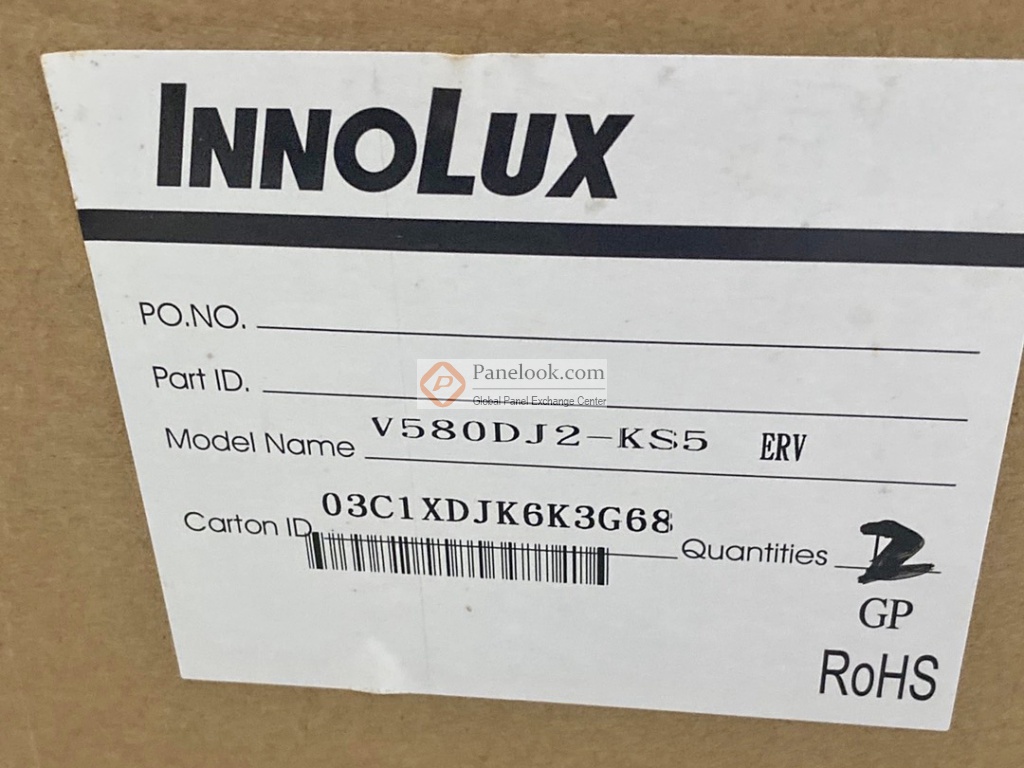 INNOLUX
PO.NO.
Part ID.
Panelook.com
Global Panel Exchange Center
Model Name V580DJ2-KS5 ERV
Carton ID 03C1XDJK6K3G68 Quantities 2
GP
RoHS